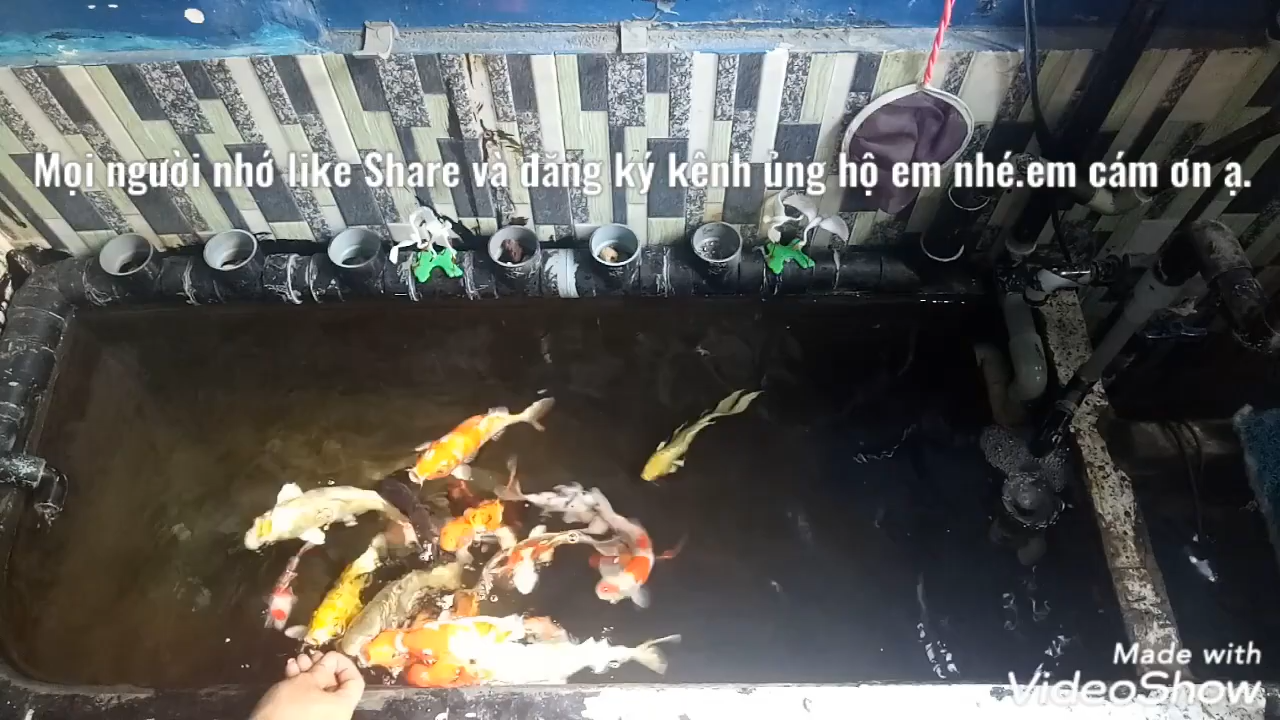 Mọi người nhớ like Share và đăng ký kênh ủng hộ em nhé.em cám ơn ạ.
Made with
VideoShow